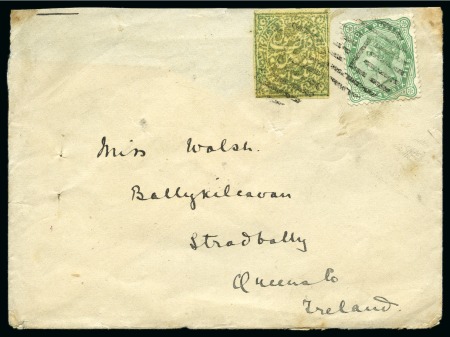 Miss Walsh.
Ballykilcavan
Stradbally
Queens Co
Ireland.